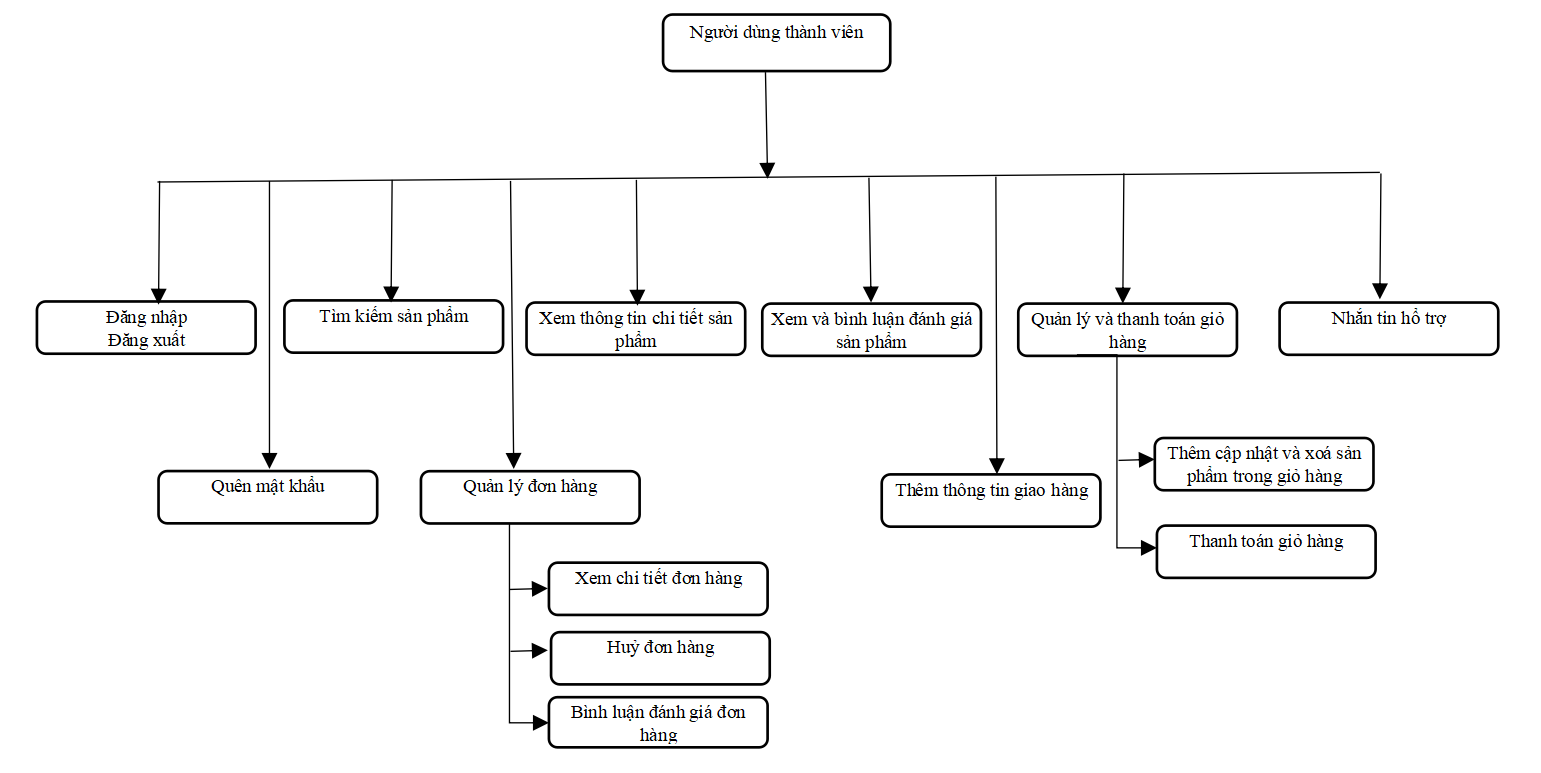 Người dùng thành viên
Đăng nhập
Đăng xuất
Tìm kiếm sản phẩm
Xem thông tin chi tiết sản
phẩm
Xem và bình luận đánh giá
sản phẩm
Quản lý và thanh toán giỏ
hàng
Nhắn tin hổ trợ
Quên mật khẩu
Quản lý đơn hàng
Thêm thông tin giao hàng
Thêm cập nhật và xoá sản
phẩm trong giỏ hàng
Thanh toán giỏ hàng
Xem chi tiết đơn hàng
Huỷ đơn hàng
Bình luận đánh giá đơn
hàng